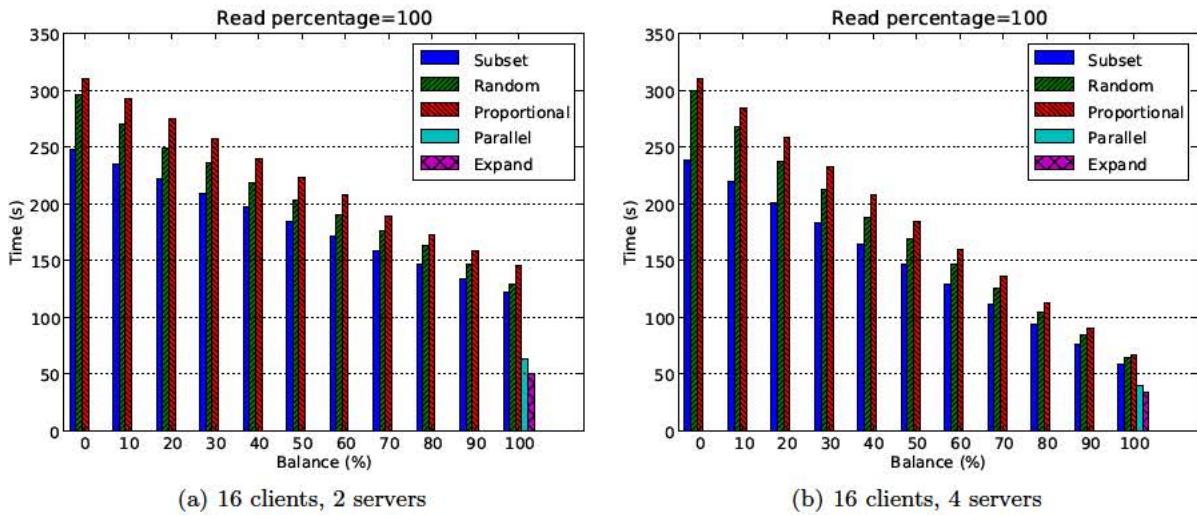 Read percentage=100
350
300
250
200
150
100
50
0
Time (s)
Subset
Random
Proportional
Parallel
Expand
0 10 20 30 40 50 60 70 80 90 100
Balance (%)
(a) 16 clients, 2 servers
Read percentage=100
350
300
250
200
150
100
50
0
Time (s)
Subset
Random
Proportional
Parallel
Expand
0 10 20 30 40 50 60 70 80 90 100
Balance (%)
(b) 16 clients, 4 servers